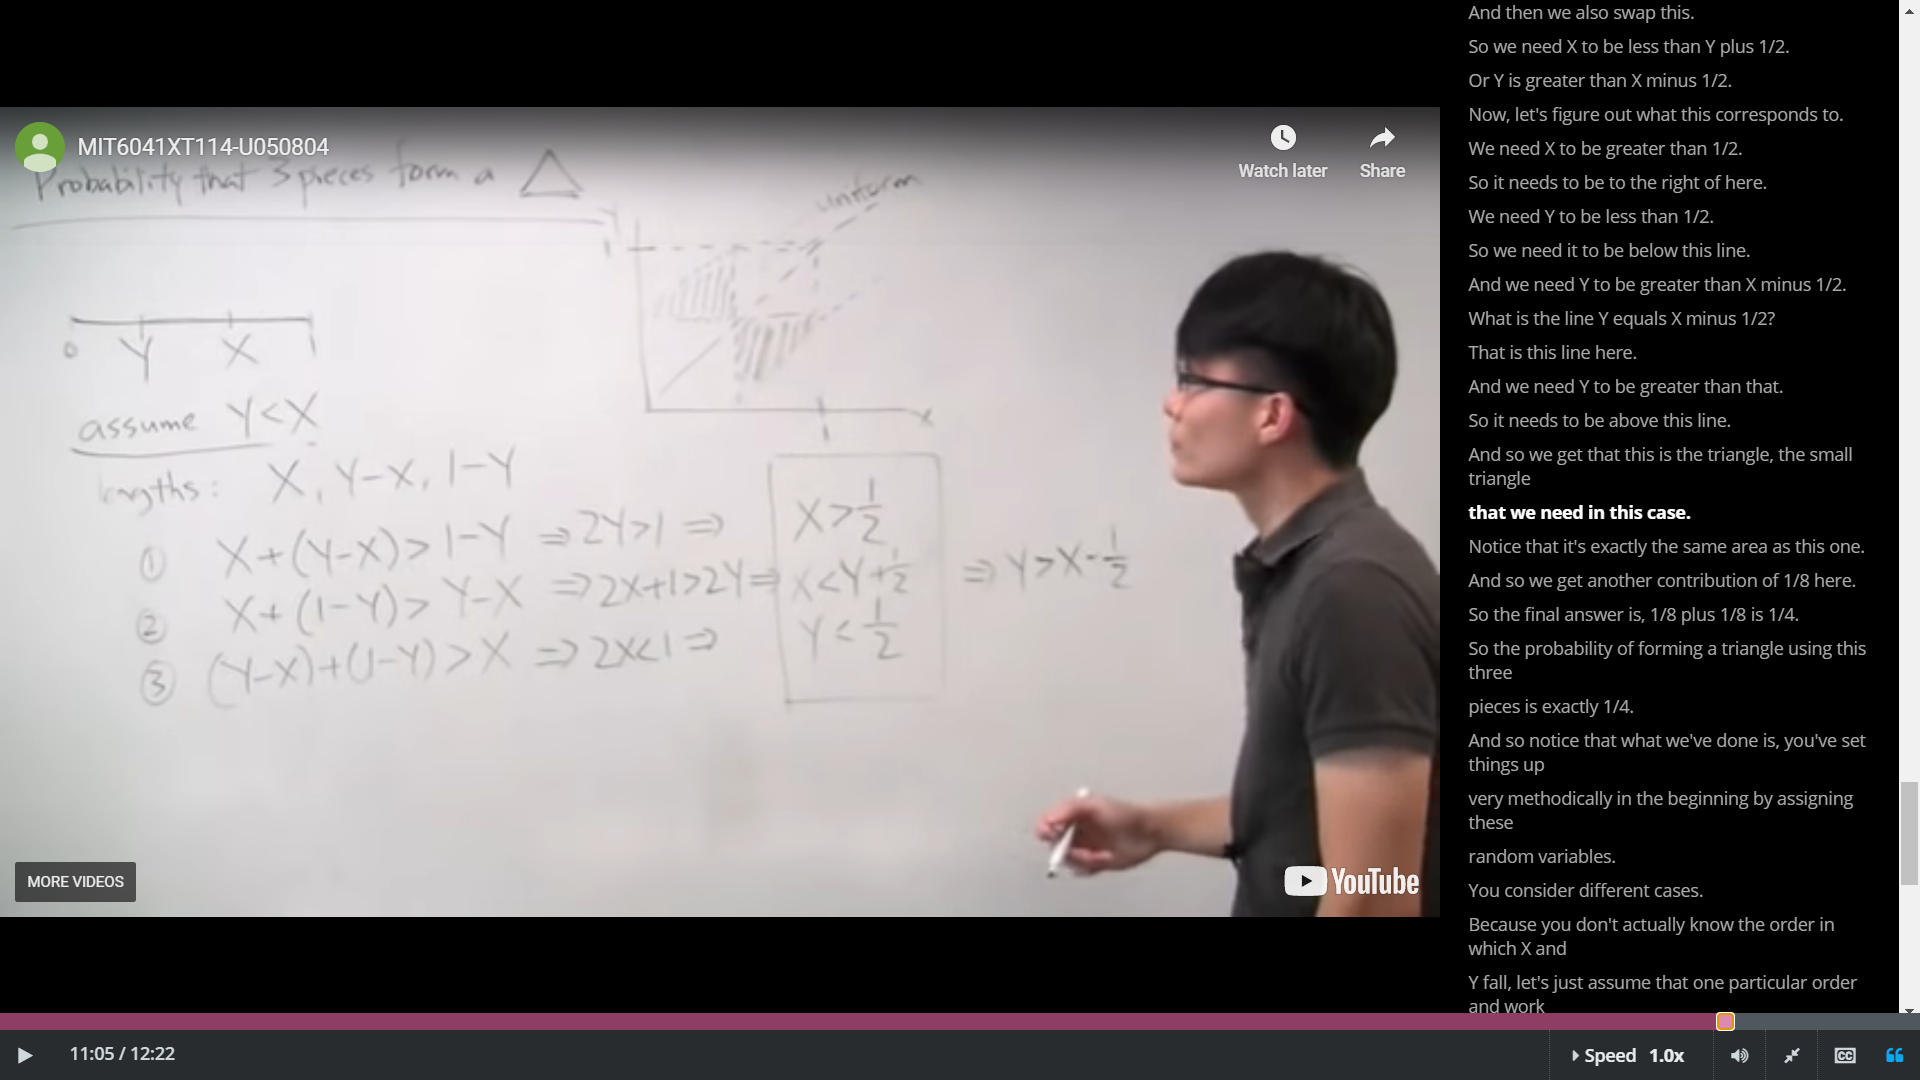 MIT6041XT114-U050804
Watch later
Share
Probability that 3 pieces form a
uniform
Y
1
X
1
0 Y X 1
assume Y<X
lengths: X, Y-X, 1-Y
① X+(Y-X)>1-Y ⇒2Y>1 ⇒ X>1/2
② X+(1-Y)>Y-X ⇒2X+1>2Y⇒ X<Y+1/2 ⇒Y>X-1/2
③ (Y-X)+(1-Y)>X ⇒2X<1⇒ Y<1/2
MORE VIDEOS
YouTube
And then we also swap this.
So we need X to be less than Y plus 1/2.
Or Y is greater than X minus 1/2.
Now, let's figure out what this corresponds to.
We need X to be greater than 1/2.
So it needs to be to the right of here.
We need Y to be less than 1/2.
So we need it to be below this line.
And we need Y to be greater than X minus 1/2.
What is the line Y equals X minus 1/2?
That is this line here.
And we need Y to be greater than that.
So it needs to be above this line.
And so we get that this is the triangle, the small
triangle
that we need in this case.
Notice that it's exactly the same area as this one.
And so we get another contribution of 1/8 here.
So the final answer is, 1/8 plus 1/8 is 1/4.
So the probability of forming a triangle using this
three
pieces is exactly 1/4.
And so notice that what we've done is, you've set
things up
very methodically in the beginning by assigning
these
random variables.
You consider different cases.
Because you don't actually know the order in
which X and
Y fall, let's just assume that one particular order
and work
11:05 / 12:22
Speed 1.0x
CC